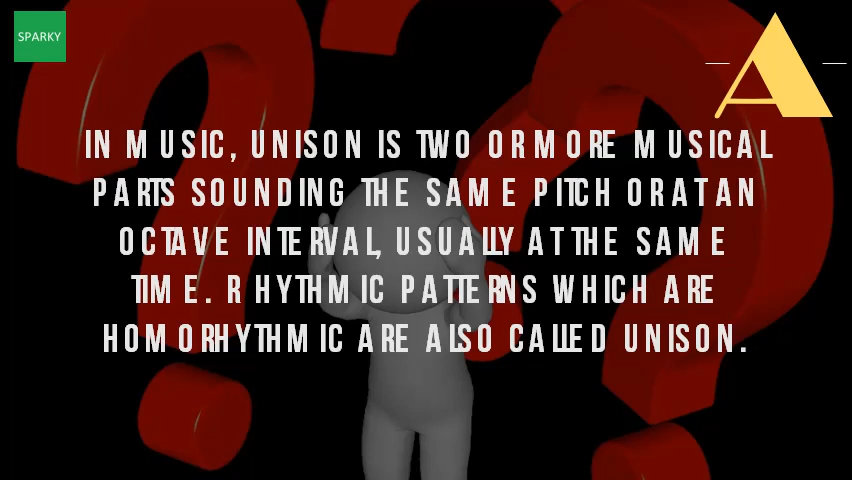 SPARKY
A
IN MUSIC, UNISON IS TWO OR MORE MUSICAL
PARTS SOUNDING THE SAME PITCH OR AT AN
OCTAVE INTERVAL, USUALLY AT THE SAME
TIME. RHYTHMIC PATTERNS WHICH ARE
HOMORHYTHMIC ARE ALSO CALLED UNISON.